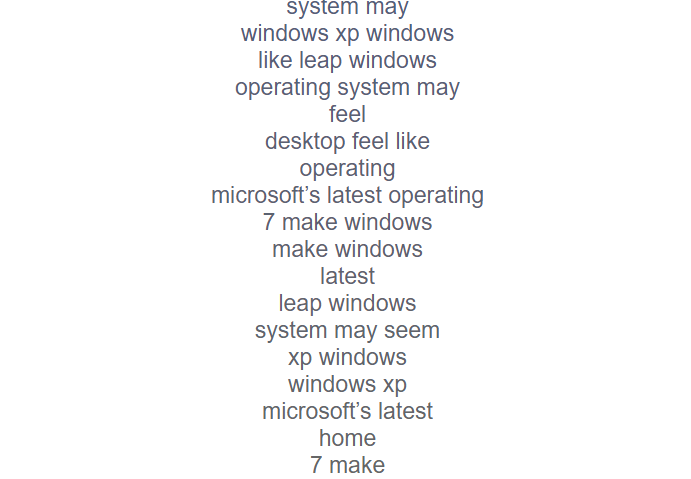 system may
windows xp windows
like leap windows
operating system may
feel
desktop feel like
operating
microsoft’s latest operating
7 make windows
make windows
latest
leap windows
system may seem
xp windows
windows xp
microsoft’s latest
home
7 make